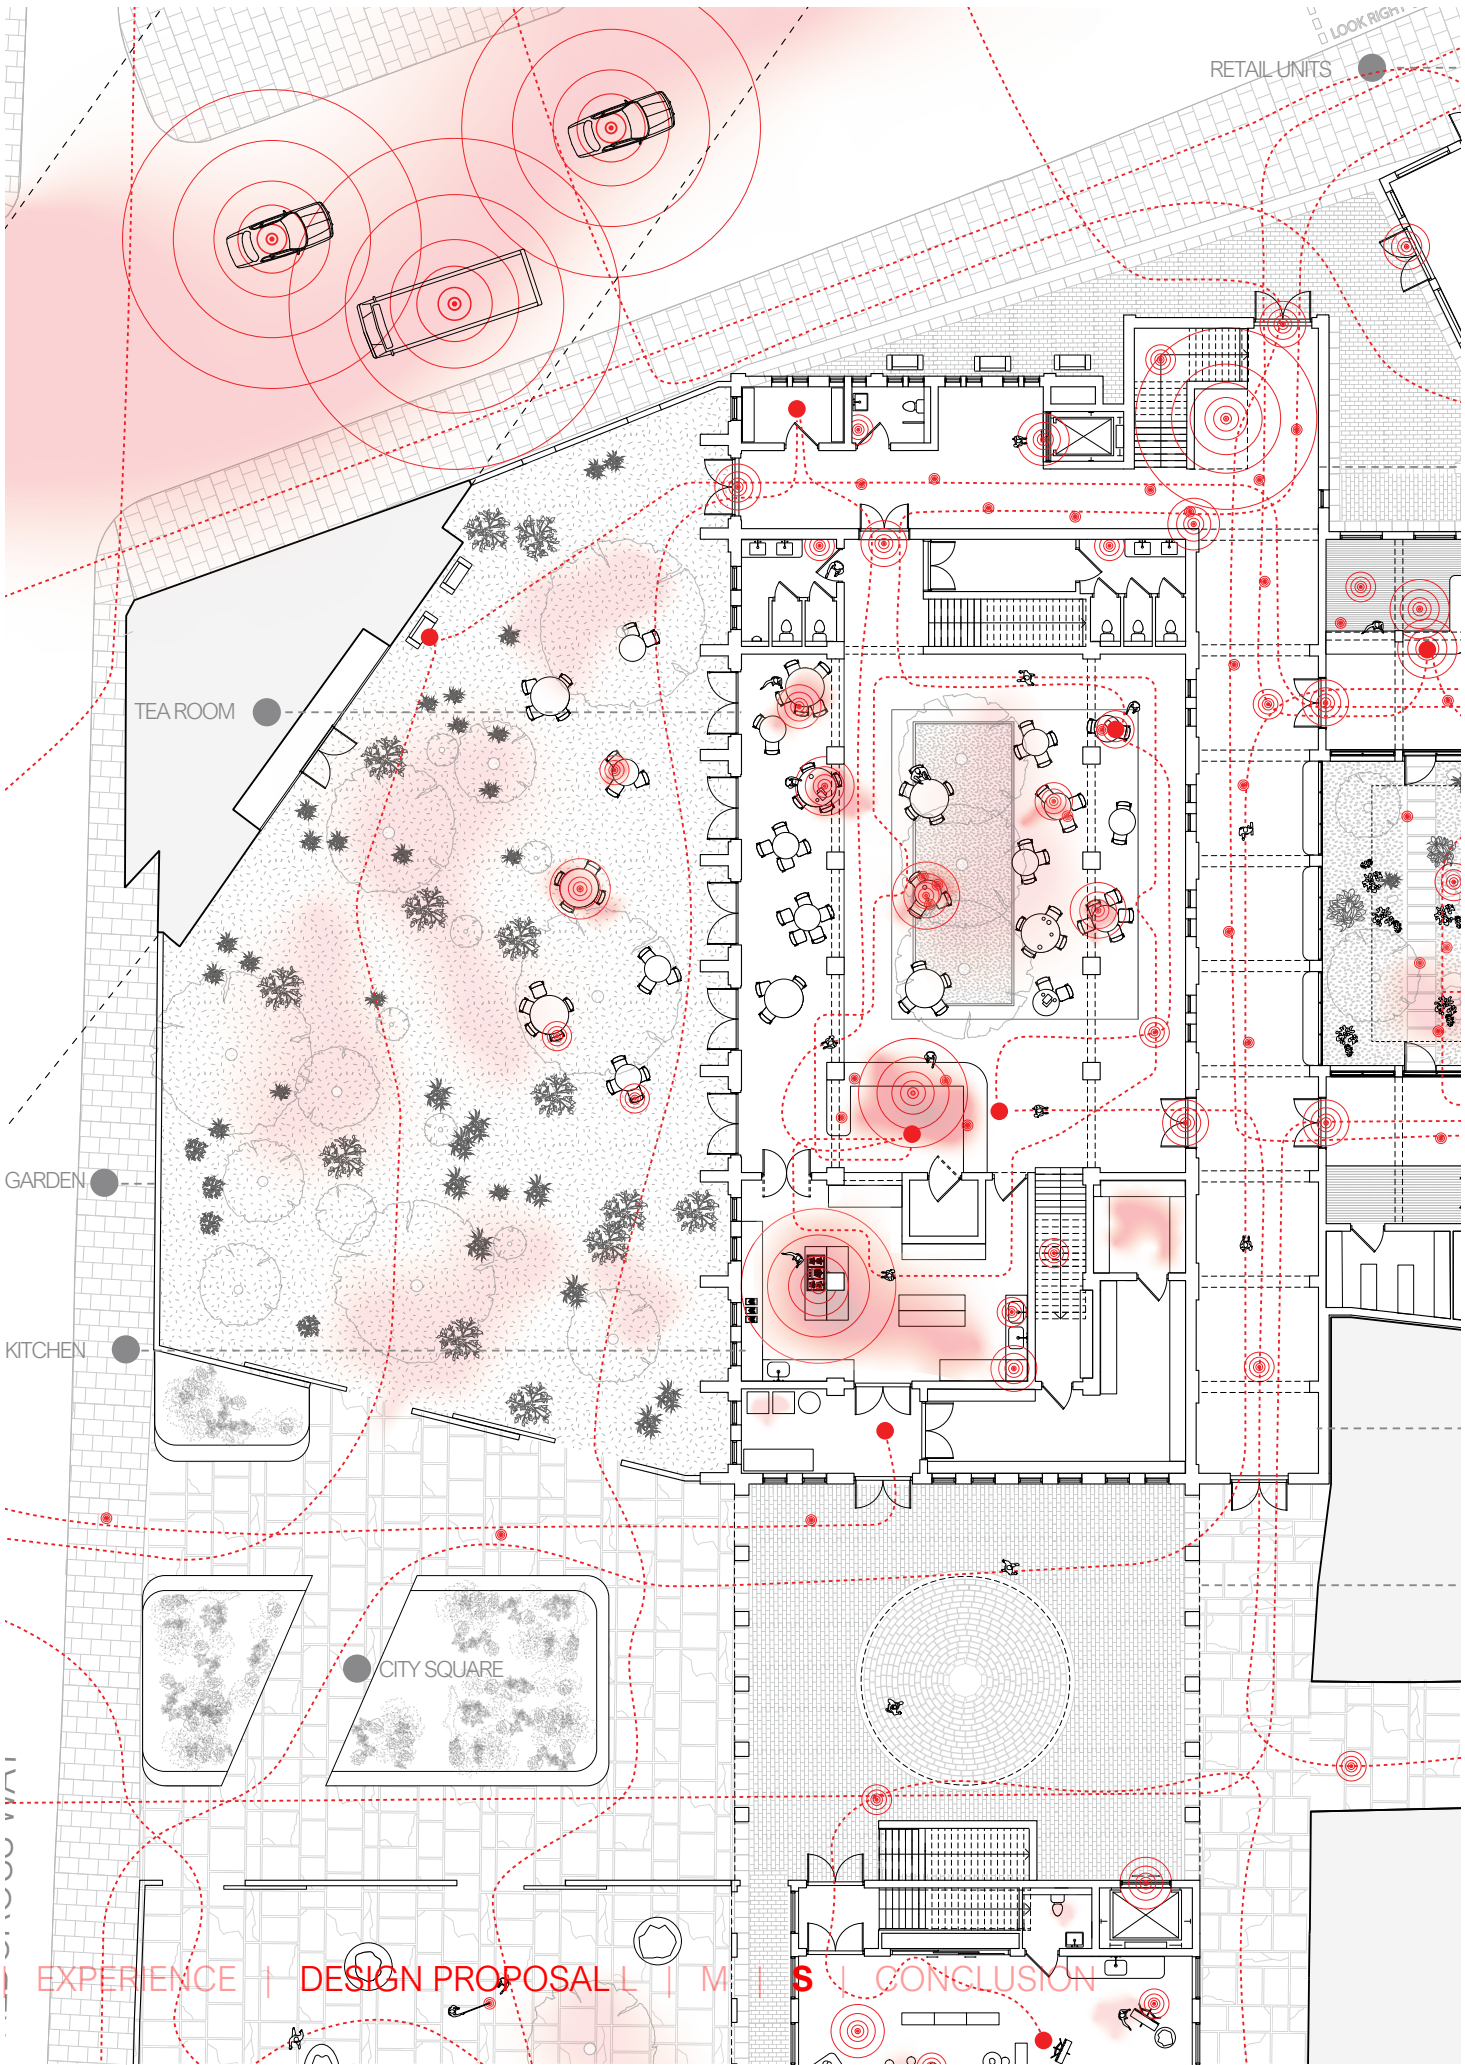 LOOK RIGHT
RETAIL UNITS
TEA ROOM
GARDEN
KITCHEN
CITY SQUARE
| EXPERIENCE | DESIGN PROPOSAL L | M | S | CONCLUSION